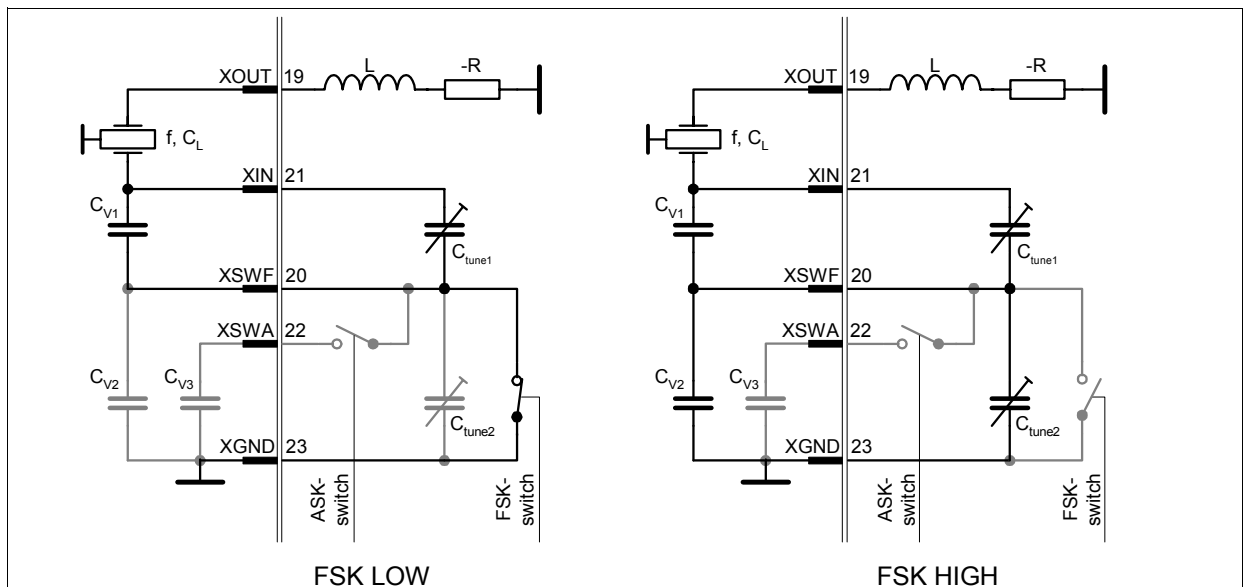 XOUT 19 L -R
f, C_L
XIN 21
C_V1
C_tune1
XSWF 20
XSWA 22
C_V2 C_V3
C_tune2
XGND 23
ASK-
switch
FSK-
switch
FSK LOW
XOUT 19 L -R
f, C_L
XIN 21
C_V1
C_tune1
XSWF 20
XSWA 22
C_V2 C_V3
C_tune2
XGND 23
ASK-
switch
FSK-
switch
FSK HIGH